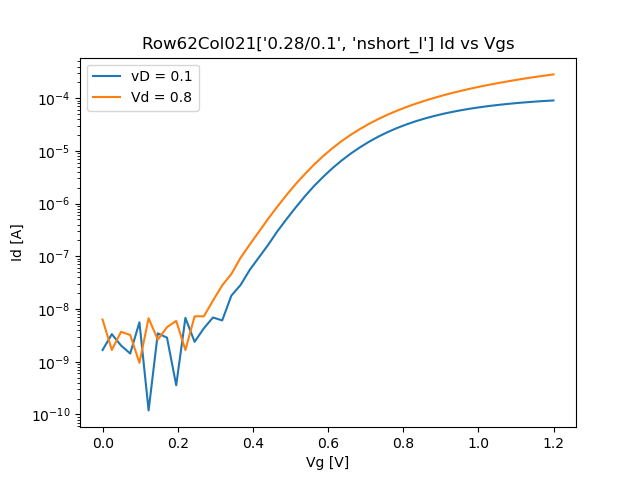 Row62Col021['0.28/0.1', 'nshort_l'] Id vs Vgs
vD = 0.1
Vd = 0.8
Id [A]
10⁻⁴
10⁻⁵
10⁻⁶
10⁻⁷
10⁻⁸
10⁻⁹
10⁻¹⁰
0.0 0.2 0.4 0.6 0.8 1.0 1.2
Vg [V]